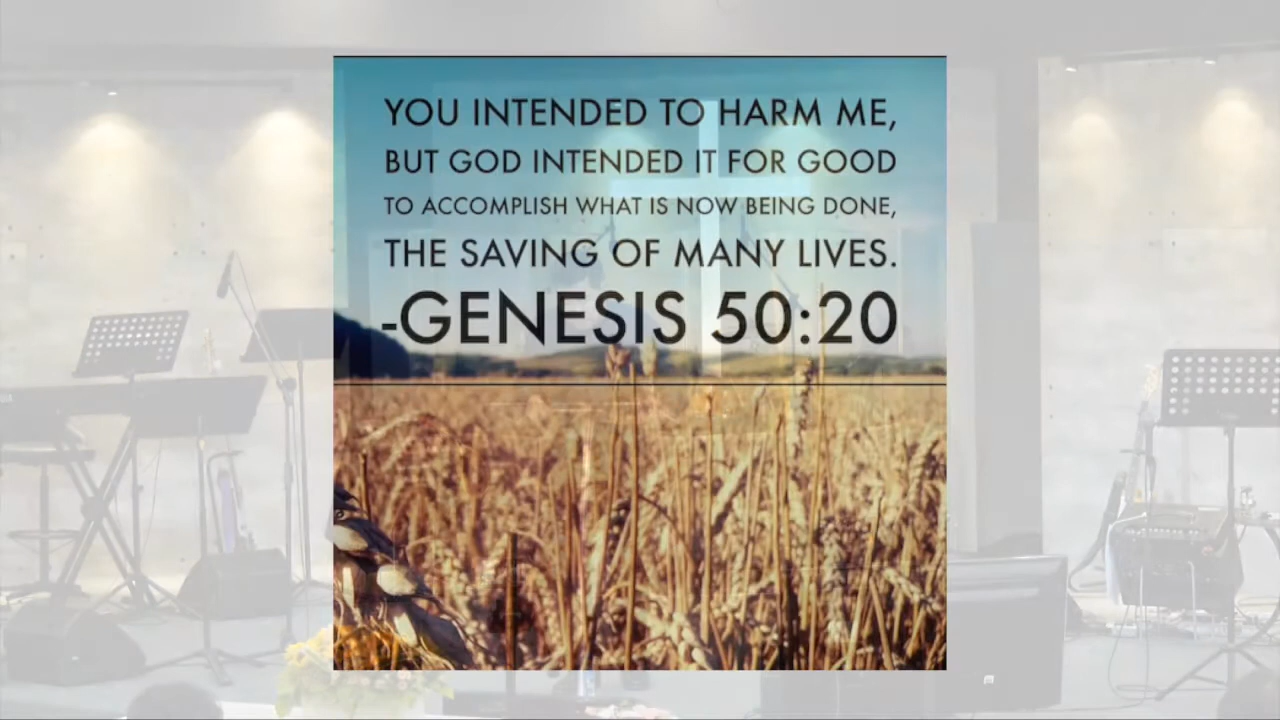 YOU INTENDED TO HARM ME,
BUT GOD INTENDED IT FOR GOOD
TO ACCOMPLISH WHAT IS NOW BEING DONE,
THE SAVING OF MANY LIVES.
-GENESIS 50:20